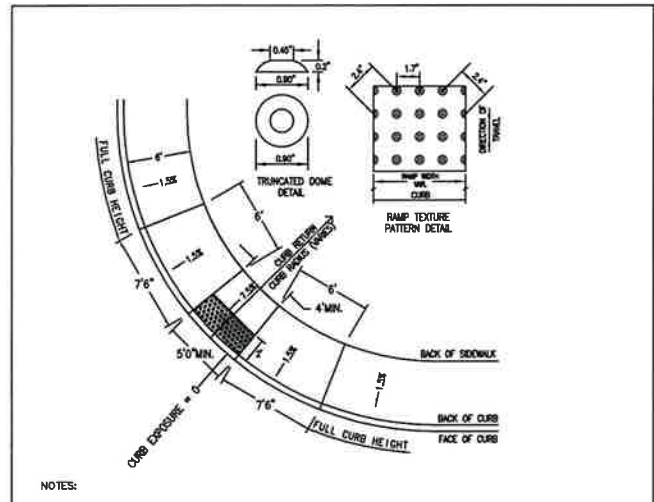 0.45"
0.2"
0.90"
0.90"
TRUNCATED DOME
DETAIL
2.4"
1.7"
2.4"
DIRECTION OF
TRAVEL
RAMP WIDTH
VAR.
CURB
RAMP TEXTURE
PATTERN DETAIL
FULL CURB HEIGHT
6'
1.5%
1.5%
6'
CURB RETURN
CURB RADIUS (VARIES)
7.5%
6'
4'MIN.
7'6"
5'0"MIN.
4'
1.5%
1.5%
BACK OF SIDEWALK
7'6"
CURB EXPOSURE = 0
FULL CURB HEIGHT
BACK OF CURB
FACE OF CURB
NOTES: